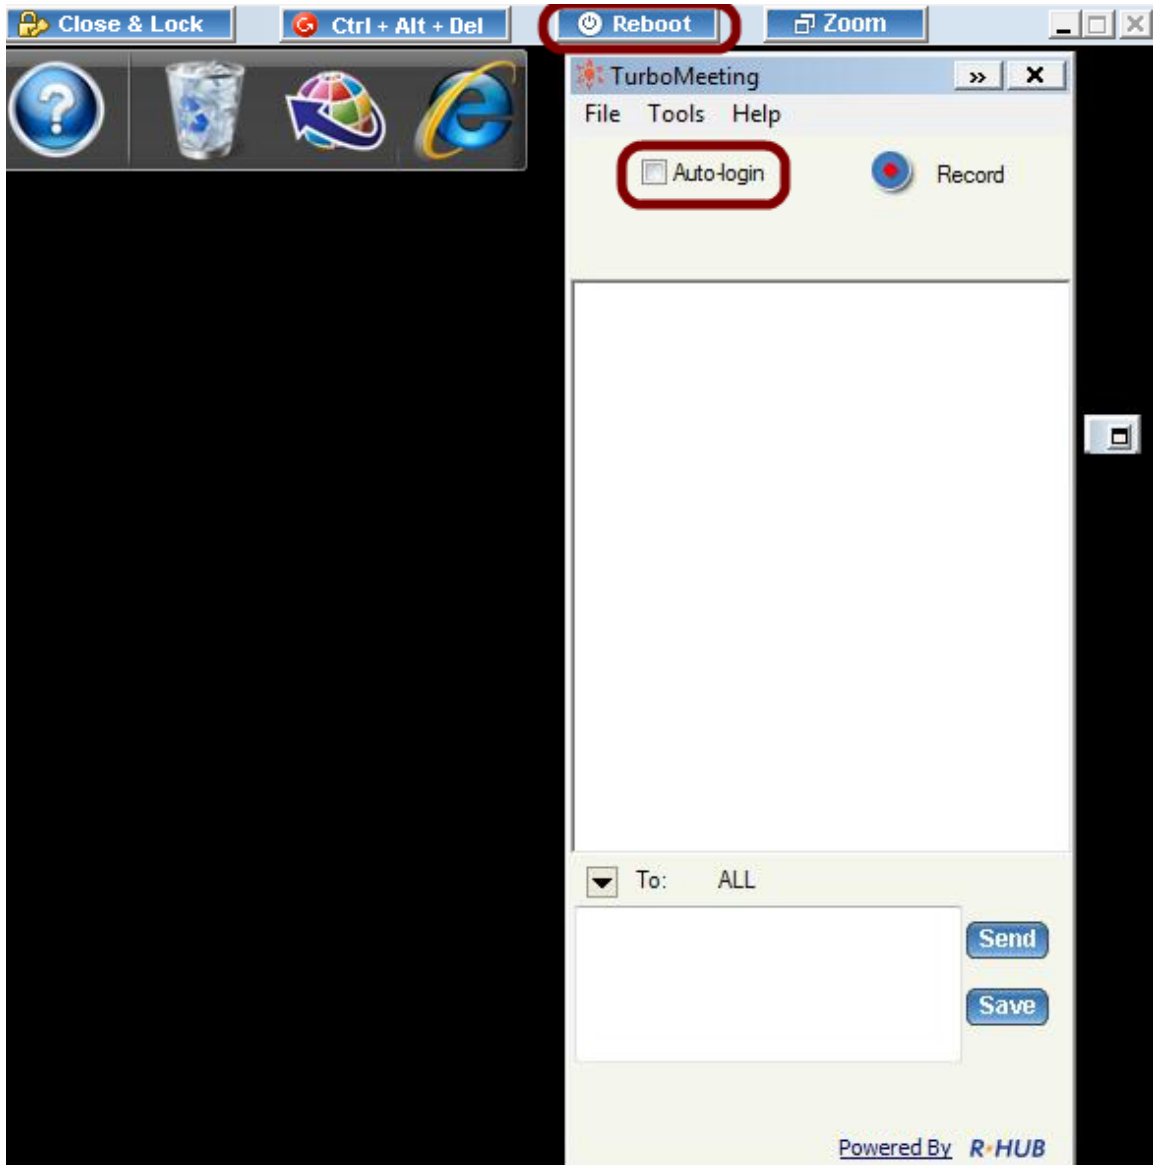 Close & Lock Ctrl + Alt + Del Reboot Zoom
TurboMeeting
File Tools Help
Auto-login Record
To: ALL
Send
Save
Powered By R·HUB